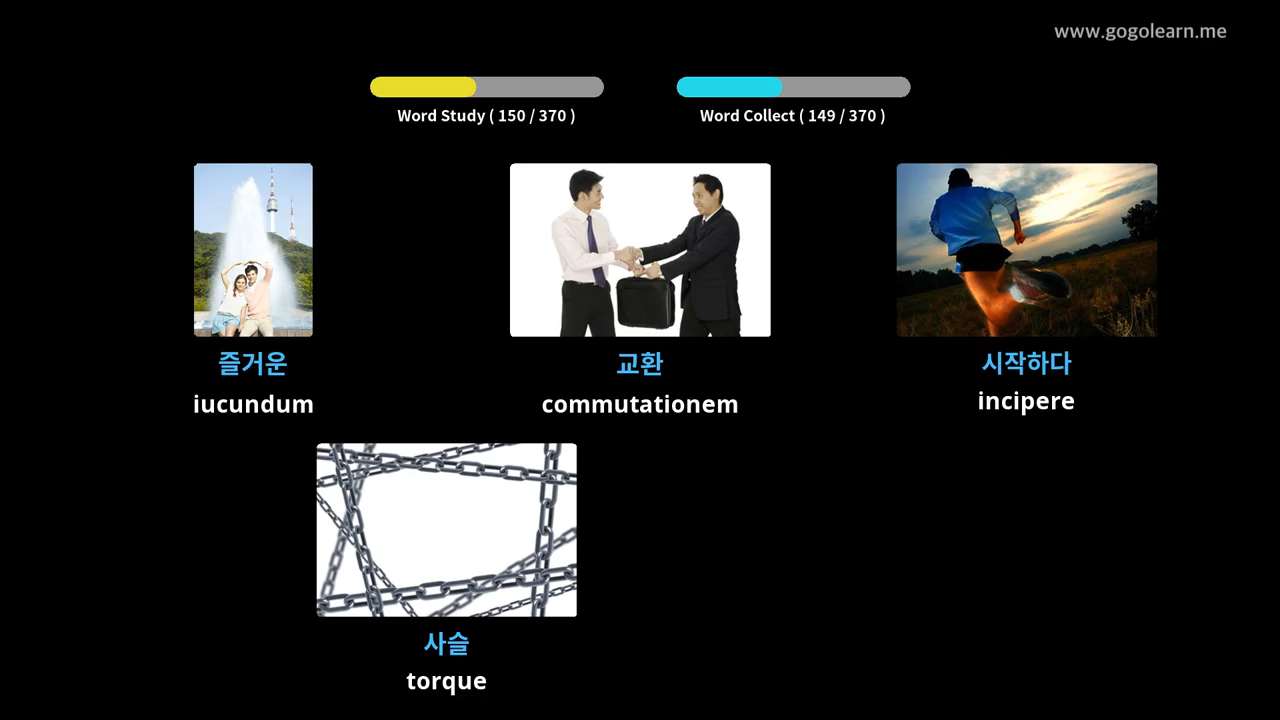 www.gogolearn.me
Word Study ( 150 / 370 )
Word Collect ( 149 / 370 )
즐거운
iucundum
교환
commutationem
시작하다
incipere
사슬
torque